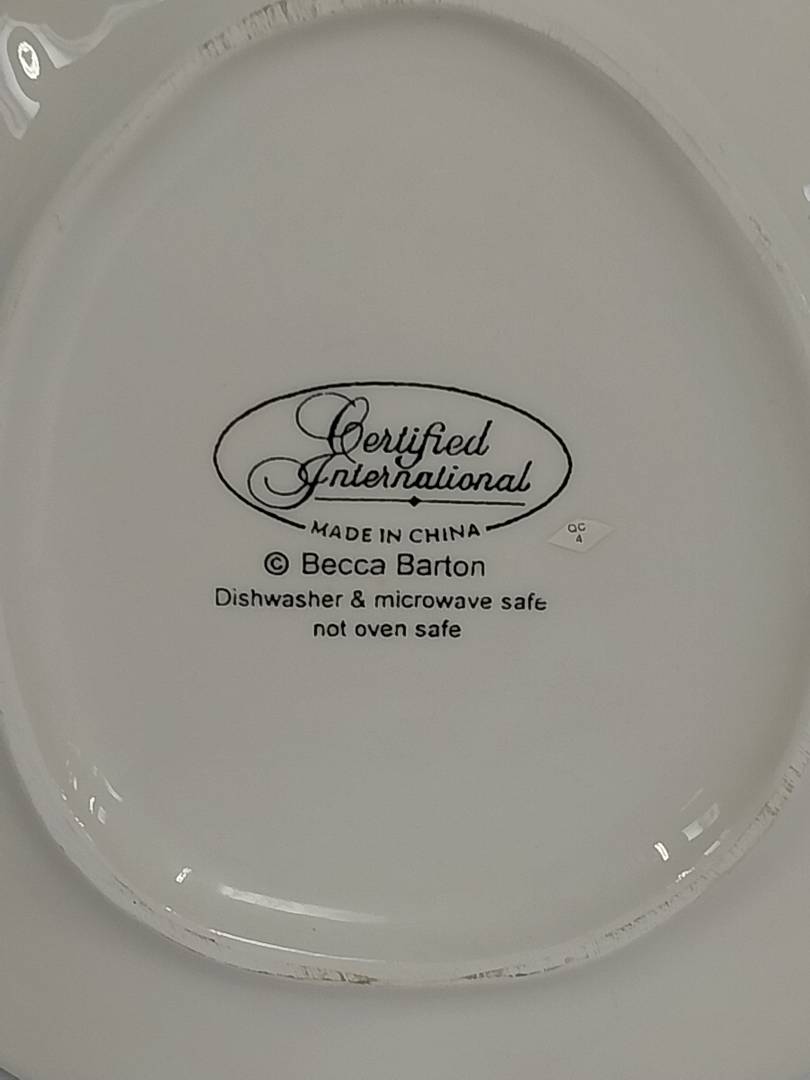 Certified
International
MADE IN CHINA
QC
4
© Becca Barton
Dishwasher & microwave safe
not oven safe